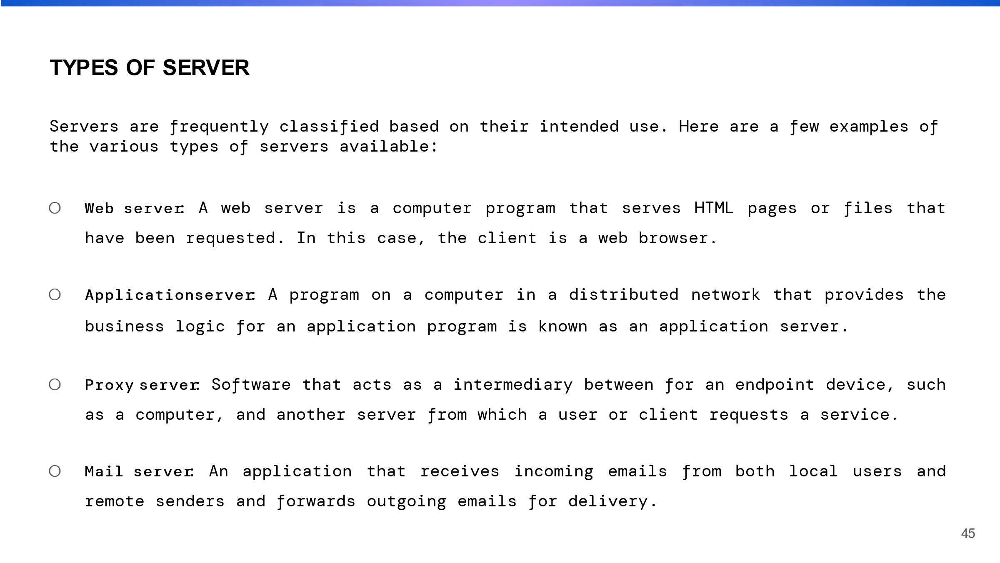 TYPES OF SERVER
Servers are frequently classified based on their intended use. Here are a few examples of
the various types of servers available:
Web server: A web server is a computer program that serves HTML pages or files that
have been requested. In this case, the client is a web browser.
Applicationserver: A program on a computer in a distributed network that provides the
business logic for an application program is known as an application server.
Proxy server: Software that acts as a intermediary between for an endpoint device, such
as a computer, and another server from which a user or client requests a service.
Mail server: An application that receives incoming emails from both local users and
remote senders and forwards outgoing emails for delivery.
45